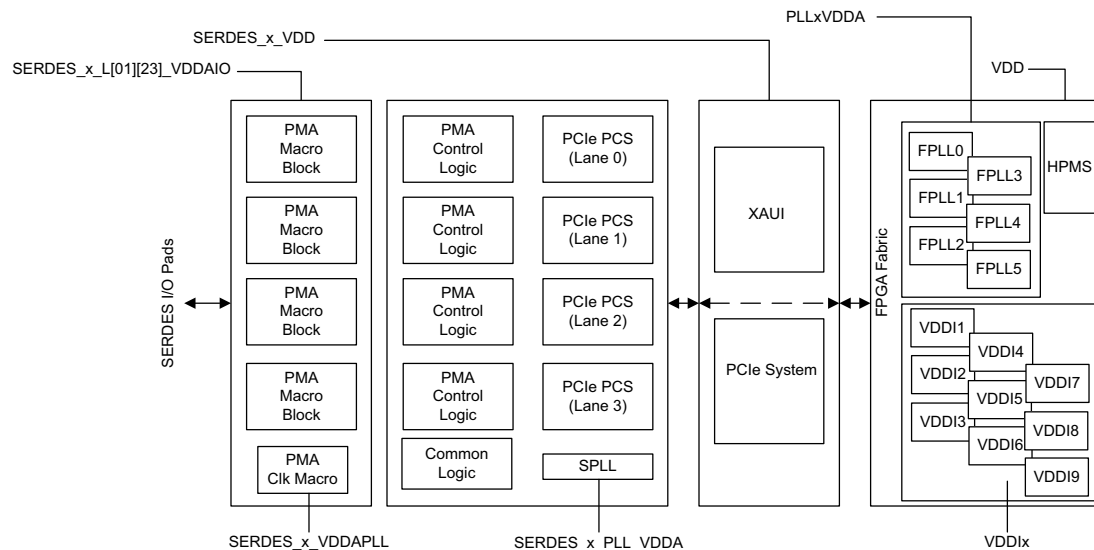 PLLxVDDA
SERDES_x_VDD
SERDES_x_L[01][23]_VDDAIO
VDD
SERDES I/O Pads
PMA
Macro
Block
PMA
Macro
Block
PMA
Macro
Block
PMA
Macro
Block
PMA
Clk Macro
PMA
Control
Logic
PMA
Control
Logic
PMA
Control
Logic
PMA
Control
Logic
Common
Logic
PCIe PCS
(Lane 0)
PCIe PCS
(Lane 1)
PCIe PCS
(Lane 2)
PCIe PCS
(Lane 3)
SPLL
XAUI
PCIe System
FPGA Fabric
FPLL0
FPLL1
FPLL2
FPLL3
FPLL4
FPLL5
HPMS
VDDI1
VDDI2
VDDI3
VDDI4
VDDI5
VDDI6
VDDI7
VDDI8
VDDI9
SERDES_x_VDDAPLL
SERDES_x_PLL_VDDA
VDDIx